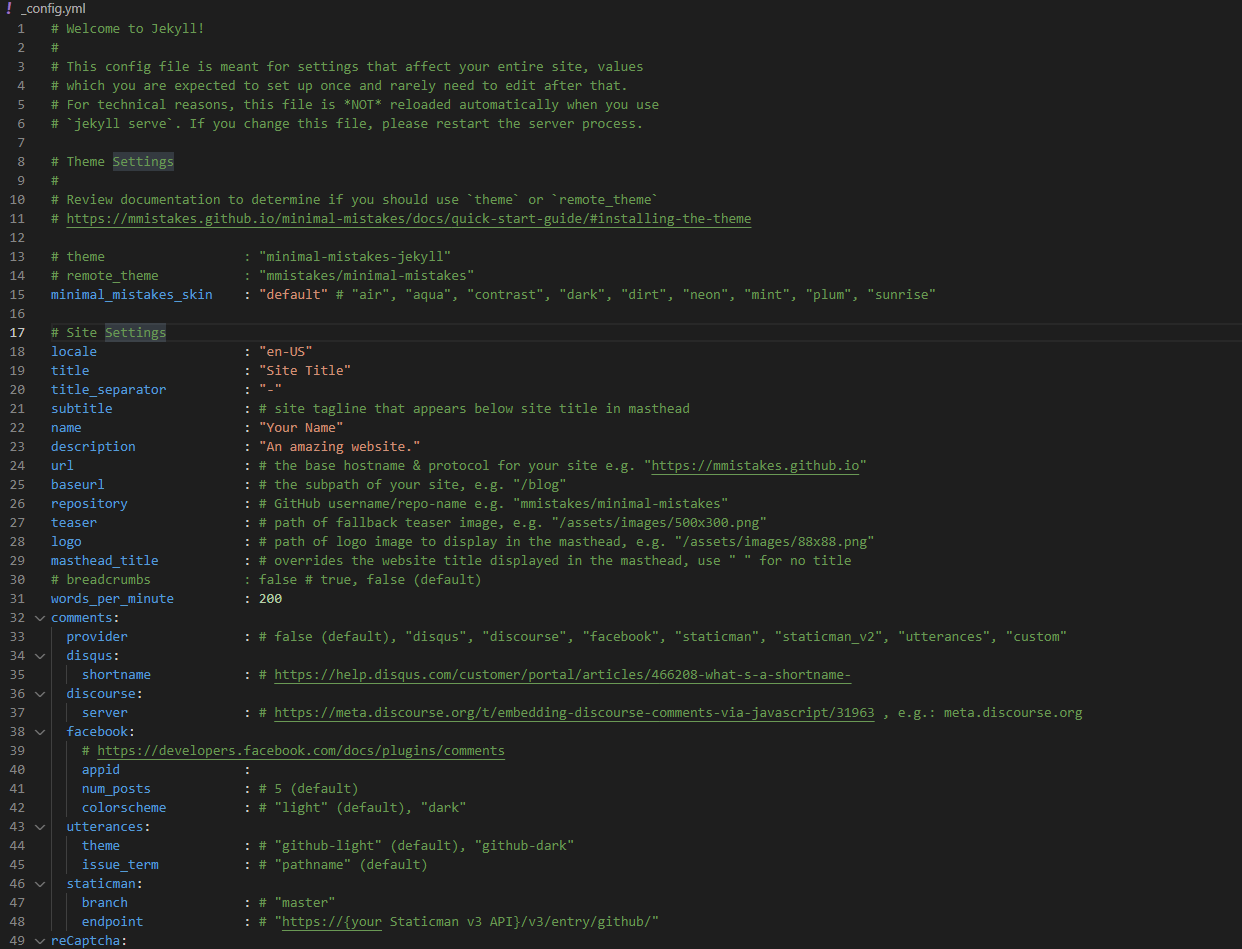 ! _config.yml
1 # Welcome to Jekyll!
2 #
3 # This config file is meant for settings that affect your entire site, values
4 # which you are expected to set up once and rarely need to edit after that.
5 # For technical reasons, this file is *NOT* reloaded automatically when you use
6 # `jekyll serve`. If you change this file, please restart the server process.
7
8 # Theme Settings
9 #
10 # Review documentation to determine if you should use `theme` or `remote_theme`
11 # https://mmistakes.github.io/minimal-mistakes/docs/quick-start-guide/#installing-the-theme
12
13 # theme                  : "minimal-mistakes-jekyll"
14 # remote_theme           : "mmistakes/minimal-mistakes"
15 minimal_mistakes_skin    : "default" # "air", "aqua", "contrast", "dark", "dirt", "neon", "mint", "plum", "sunrise"
16
17 # Site Settings
18 locale                   : "en-US"
19 title                    : "Site Title"
20 title_separator          : "-"
21 subtitle                 : # site tagline that appears below site title in masthead
22 name                     : "Your Name"
23 description              : "An amazing website."
24 url                      : # the base hostname & protocol for your site e.g. "https://mmistakes.github.io"
25 baseurl                  : # the subpath of your site, e.g. "/blog"
26 repository               : # GitHub username/repo-name e.g. "mmistakes/minimal-mistakes"
27 teaser                   : # path of fallback teaser image, e.g. "/assets/images/500x300.png"
28 logo                     : # path of logo image to display in the masthead, e.g. "/assets/images/88x88.png"
29 masthead_title           : # overrides the website title displayed in the masthead, use " " for no title
30 # breadcrumbs            : false # true, false (default)
31 words_per_minute         : 200
32 comments:
33   provider               : # false (default), "disqus", "discourse", "facebook", "staticman", "staticman_v2", "utterances", "custom"
34   disqus:
35     shortname            : # https://help.disqus.com/customer/portal/articles/466208-what-s-a-shortname-
36   discourse:
37     server               : # https://meta.discourse.org/t/embedding-discourse-comments-via-javascript/31963 , e.g.: meta.discourse.org
38   facebook:
39     # https://developers.facebook.com/docs/plugins/comments
40     appid                :
41     num_posts            : # 5 (default)
42     colorscheme          : # "light" (default), "dark"
43   utterances:
44     theme                : # "github-light" (default), "github-dark"
45     issue_term           : # "pathname" (default)
46   staticman:
47     branch               : # "master"
48     endpoint             : # "https://{your Staticman v3 API}/v3/entry/github/"
49 reCaptcha: